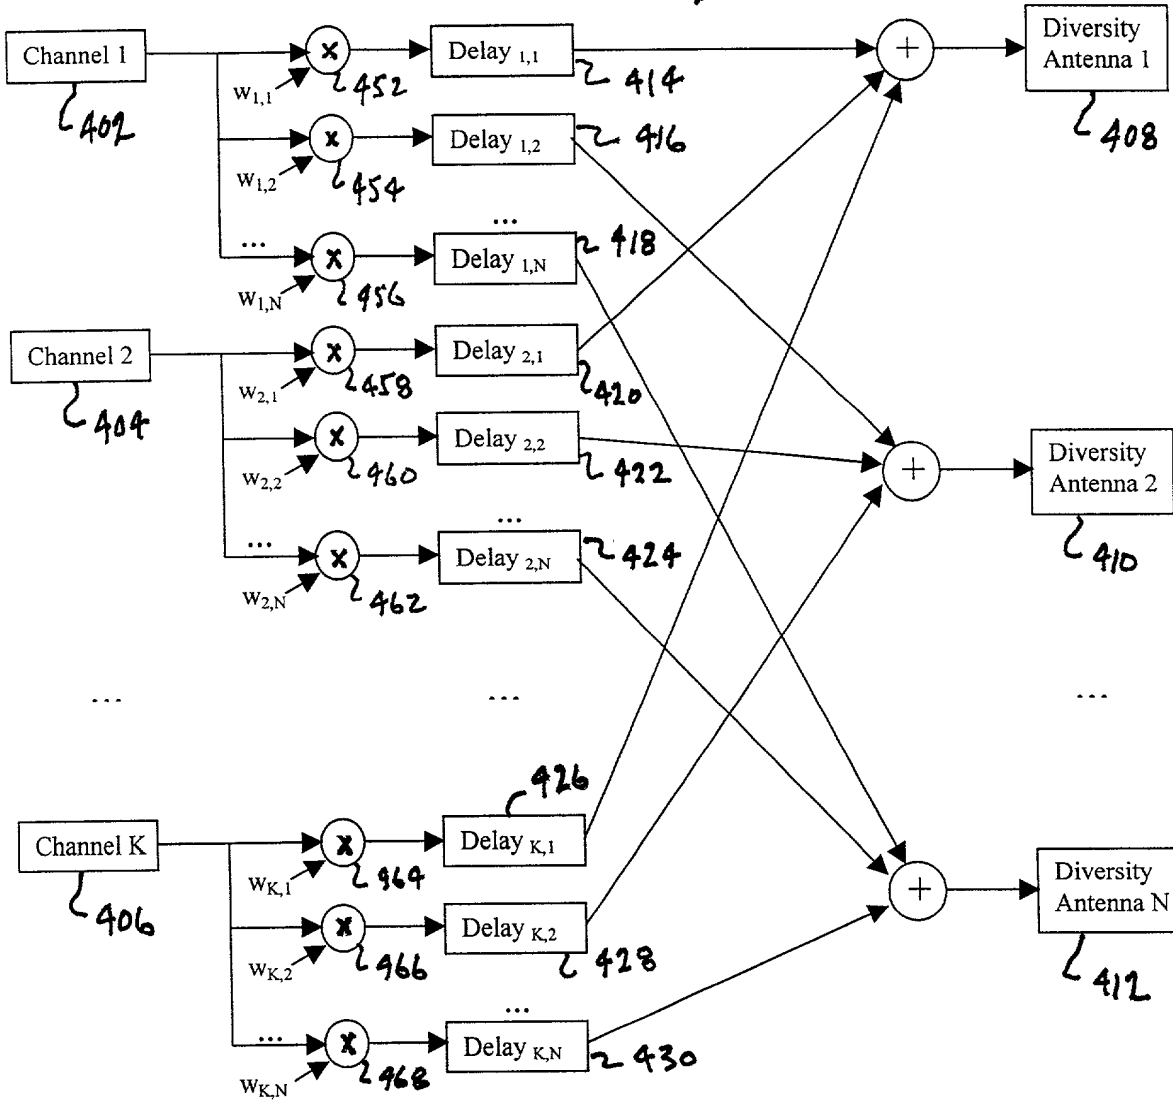 Channel 1
402
W1,1
x
452
Delay 1,1
414
+
Diversity
Antenna 1
408
W1,2
x
454
Delay 1,2
416
...
W1,N
x
456
...
Delay 1,N
418
Channel 2
404
W2,1
x
458
Delay 2,1
420
W2,2
x
460
Delay 2,2
422
+
Diversity
Antenna 2
410
...
W2,N
x
462
...
Delay 2,N
424
...
...
...
Channel K
406
WK,1
x
464
Delay K,1
426
WK,2
x
466
Delay K,2
428
+
Diversity
Antenna N
412
...
WK,N
x
468
...
Delay K,N
430